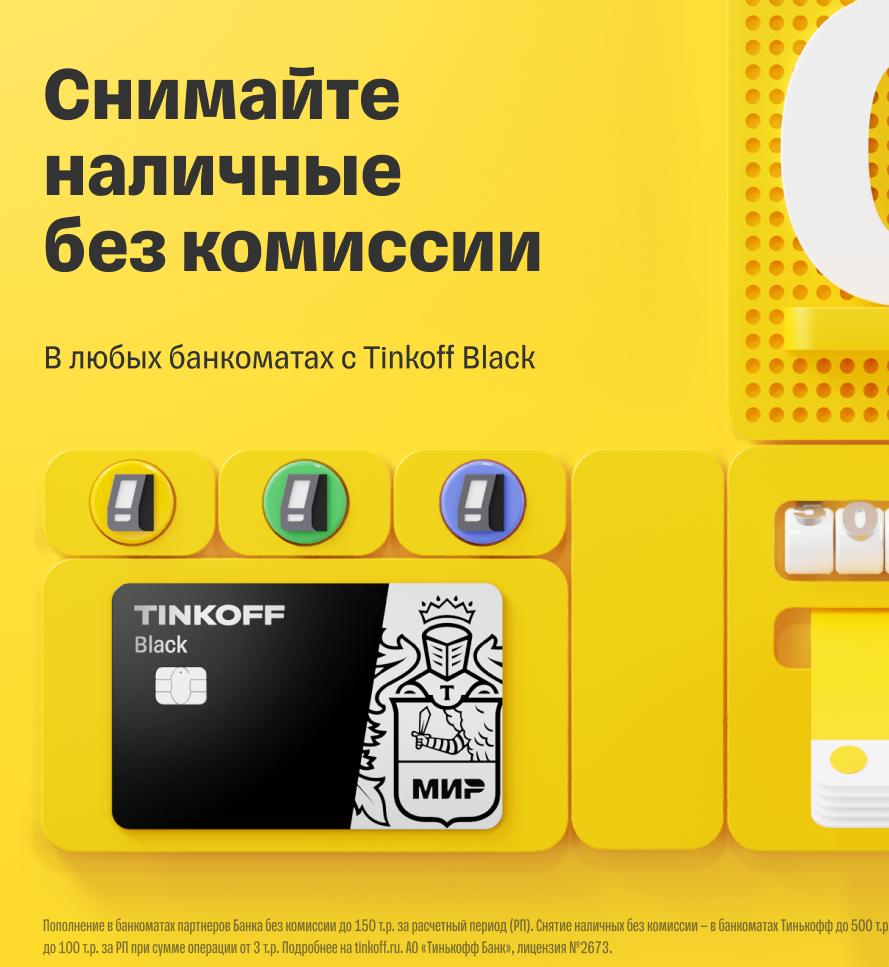 Снимайте
наличные
без комиссии
В любых банкоматах с Tinkoff Black
5 0
TINKOFF
Black
T
МИР
Пополнение в банкоматах партнеров Банка без комиссии до 150 т.р. за расчетный период (РП). Снятие наличных без комиссии – в банкоматах Тинькофф до 500 т.р
до 100 т.р. за РП при сумме операции от 3 т.р. Подробнее на tinkoff.ru. АО «Тинькофф Банк», лицензия №2673.